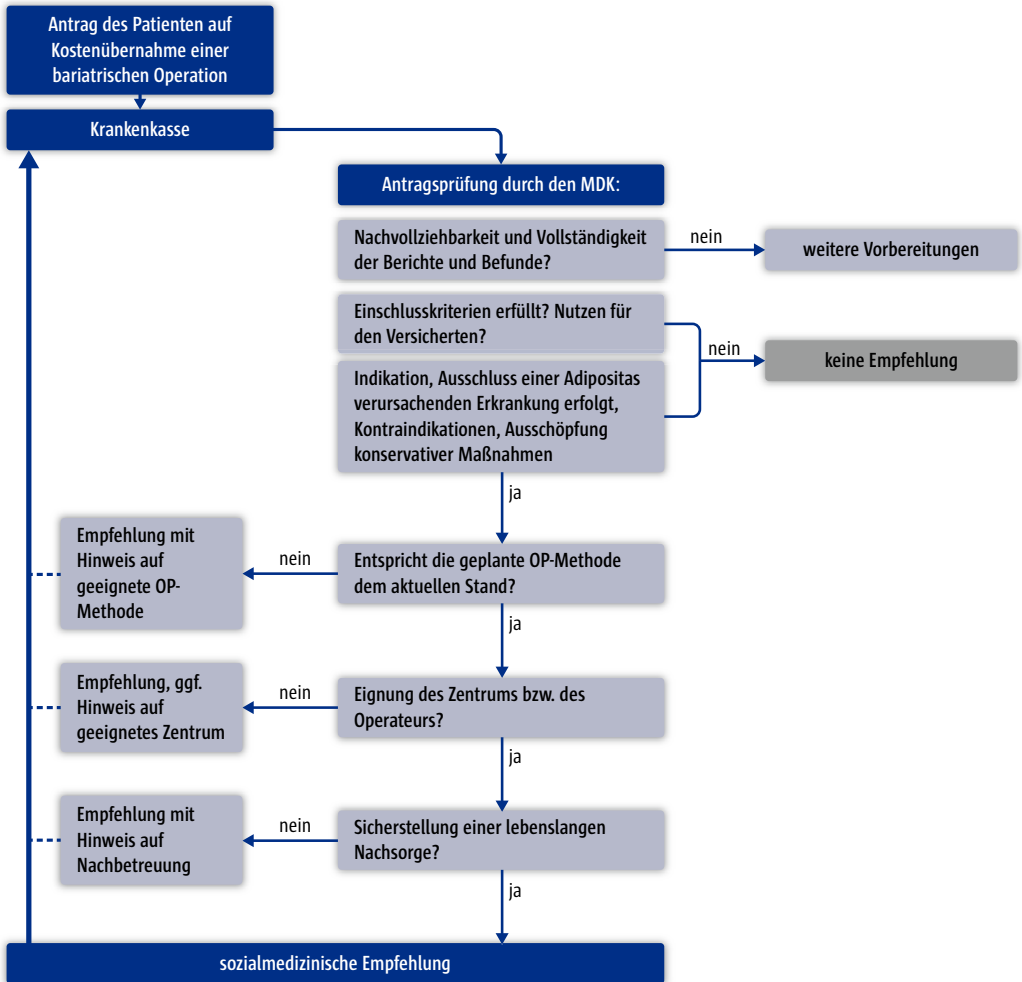 Antrag des Patienten auf
Kostenübernahme einer
bariatrischen Operation
Krankenkasse
Antragsprüfung durch den MDK:
Nachvollziehbarkeit und Vollständigkeit
der Berichte und Befunde?
nein
weitere Vorbereitungen
Einschlusskriterien erfüllt? Nutzen für
den Versicherten?
nein
keine Empfehlung
Indikation, Ausschluss einer Adipositas
verursachenden Erkrankung erfolgt,
Kontraindikationen, Ausschöpfung
konservativer Maßnahmen
ja
Entspricht die geplante OP-Methode
dem aktuellen Stand?
nein
Empfehlung mit
Hinweis auf
geeignete OP-
Methode
ja
Eignung des Zentrums bzw. des
Operateurs?
nein
Empfehlung, ggf.
Hinweis auf
geeignetes Zentrum
ja
Sicherstellung einer lebenslangen
Nachsorge?
nein
Empfehlung mit
Hinweis auf
Nachbetreuung
ja
sozialmedizinische Empfehlung